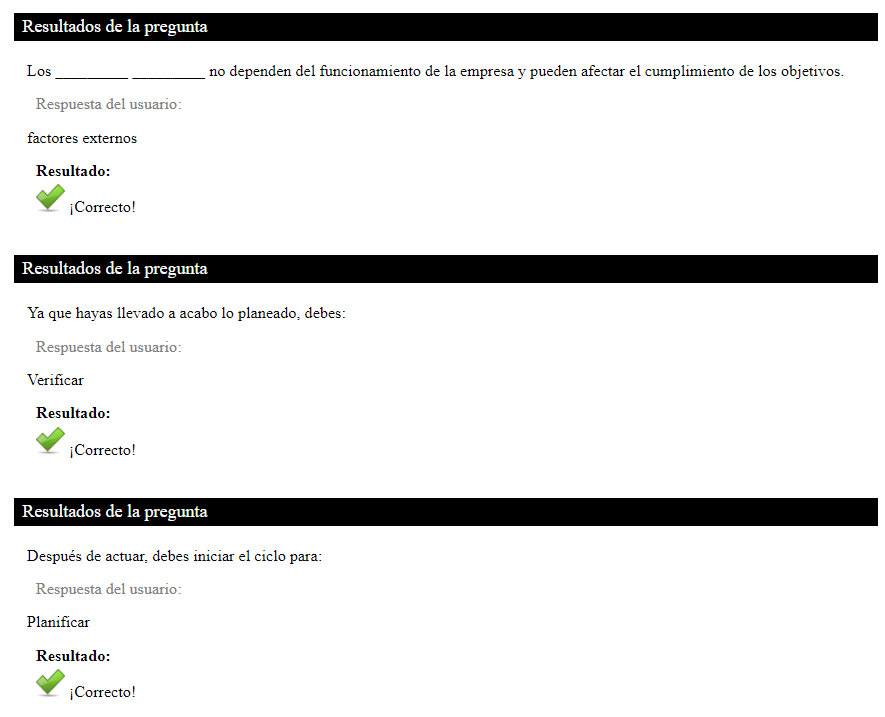 Resultados de la pregunta
Los _________ _________ no dependen del funcionamiento de la empresa y pueden afectar el cumplimiento de los objetivos.
Respuesta del usuario:
factores externos
Resultado:
¡Correcto!
Resultados de la pregunta
Ya que hayas llevado a acabo lo planeado, debes:
Respuesta del usuario:
Verificar
Resultado:
¡Correcto!
Resultados de la pregunta
Después de actuar, debes iniciar el ciclo para:
Respuesta del usuario:
Planificar
Resultado:
¡Correcto!